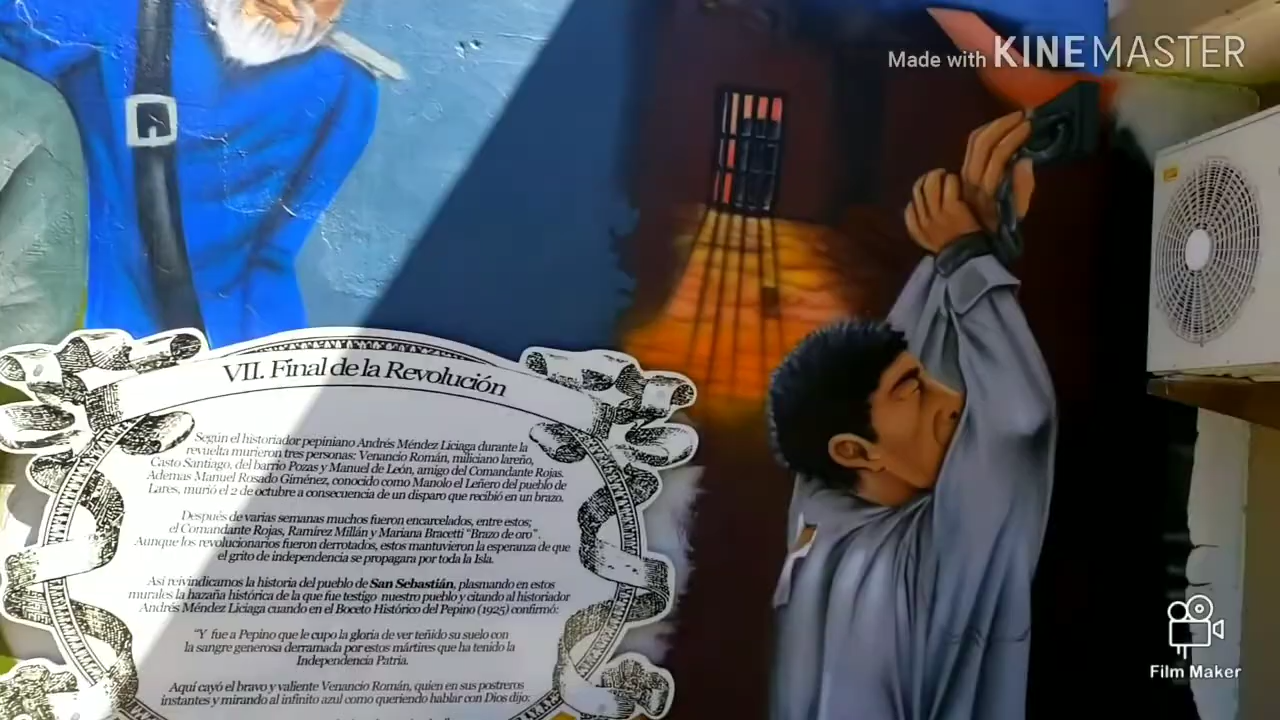 Made with KINEMASTER
VII. Final de la Revolución
Según el historiador pepiniano Andrés Méndez Liciaga durante la
revuelta murieron tres personas; Venancio Román, miliciano lareño,
Casto Santiago, del barrio Pozas y Manuel de León, amigo del Comandante Rojas.
Ademas Manuel Rosado Giménez, conocido como Manolo el Leñero del pueblo de
Lares, murió el 2 de octubre a consecuencia de un disparo que recibió en un brazo.
Después de varias semanas muchos fueron encarcelados, entre estos;
el Comandante Rojas, Ramírez Millán y Mariana Bracetti "Brazo de oro".
Aunque los revolucionarios fueron derrotados, estos mantuvieron la esperanza de que
el grito de independencia se propagara por toda la Isla.
Asi reivindicamos la historia del pueblo de San Sebastián, plasmando en estos
murales la hazaña histórica de la que fue testigo nuestro pueblo y citando al historiador
Andrés Méndez Liciaga cuando en el Boceto Histórico del Pepino (1925) confirmó:
"Y fue a Pepino que le cupo la gloria de ver teñido su suelo con
la sangre generosa derramada por estos mártires que ha tenido la
Independencia Patria.
Aquí cayó el bravo y valiente Venancio Román, quien en sus postreros
instantes y mirando al infinito azul como queriendo hablar con Dios dijo:
Film Maker